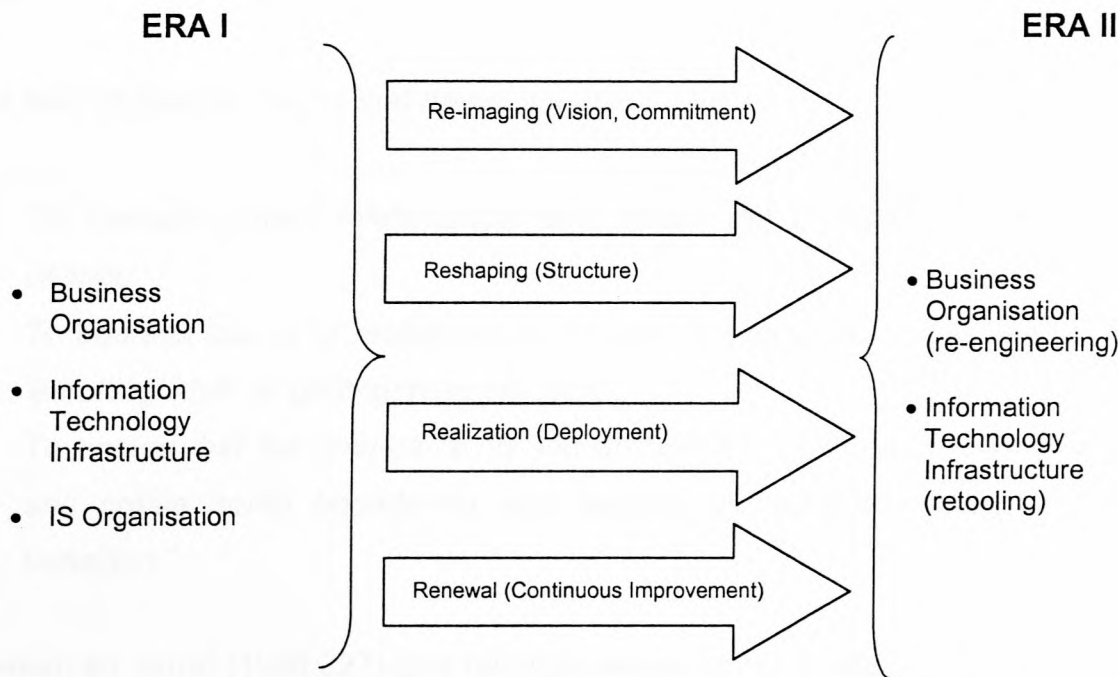 ERA I
ERA II
Re-imaging (Vision, Commitment)
Reshaping (Structure)
Realization (Deployment)
Renewal (Continuous Improvement)
• Business
Organisation
• Information
Technology
Infrastructure
• IS Organisation
• Business
Organisation
(re-engineering)
• Information
Technology
Infrastructure
(retooling)